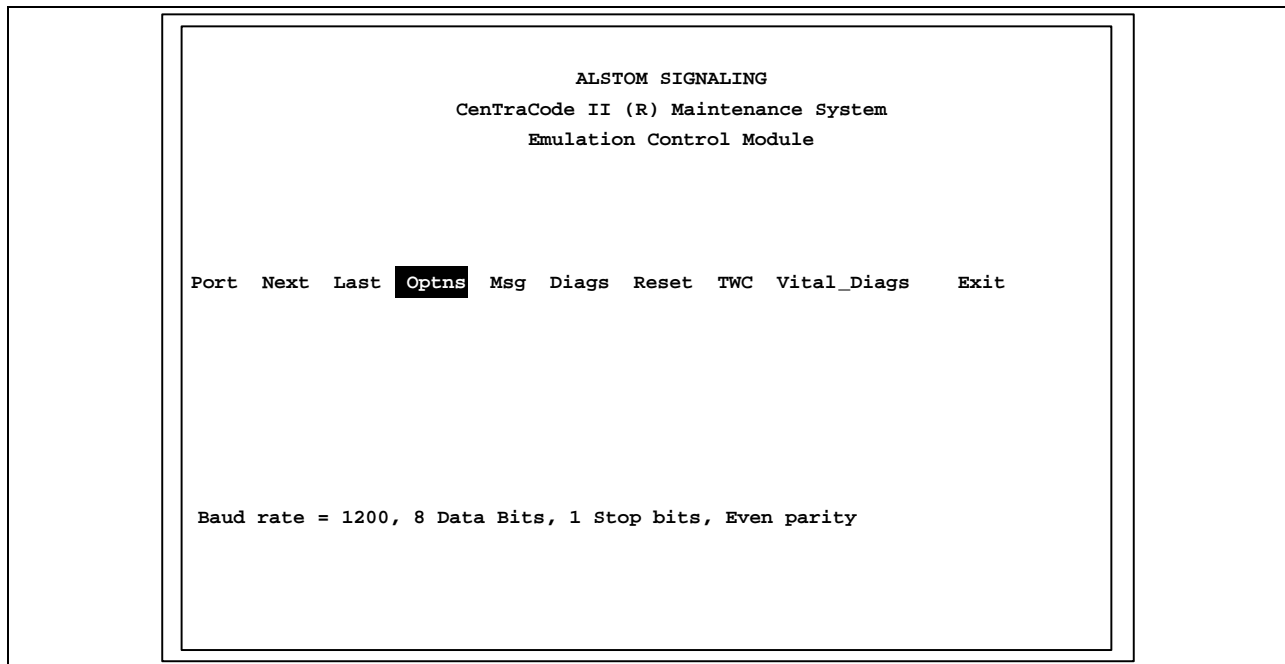 ALSTOM SIGNALING
CenTraCode II (R) Maintenance System
Emulation Control Module
Port Next Last Optns Msg Diags Reset TWC Vital_Diags Exit
Baud rate = 1200, 8 Data Bits, 1 Stop bits, Even parity